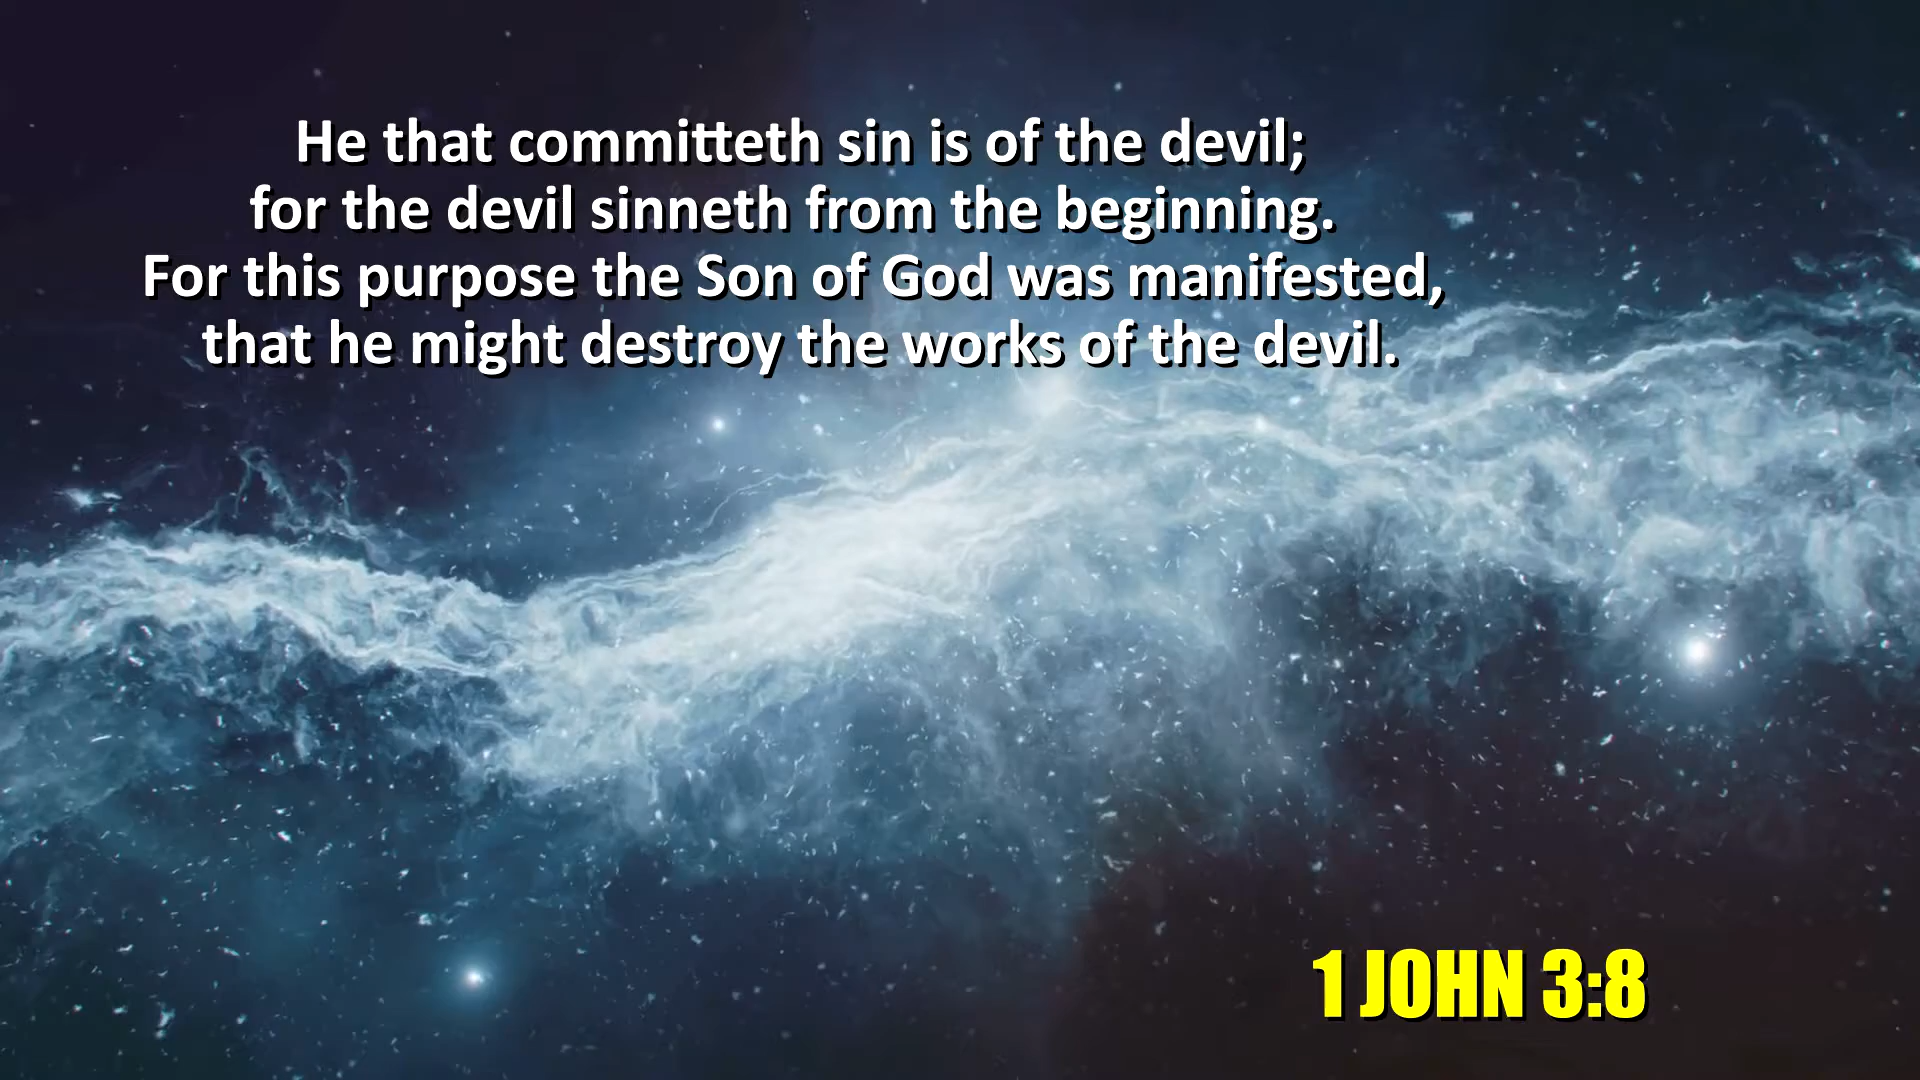 He that committeth sin is of the devil;
for the devil sinneth from the beginning.
For this purpose the Son of God was manifested,
that he might destroy the works of the devil.
1 JOHN 3:8